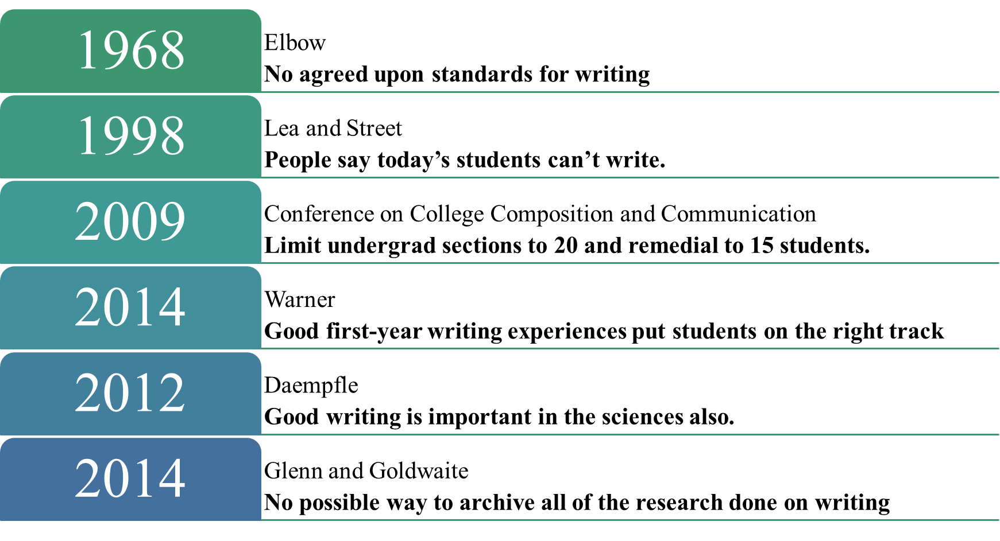 1968
Elbow
No agreed upon standards for writing
1998
Lea and Street
People say today’s students can’t write.
2009
Conference on College Composition and Communication
Limit undergrad sections to 20 and remedial to 15 students.
2014
Warner
Good first-year writing experiences put students on the right track
2012
Daempfle
Good writing is important in the sciences also.
2014
Glenn and Goldwaite
No possible way to archive all of the research done on writing